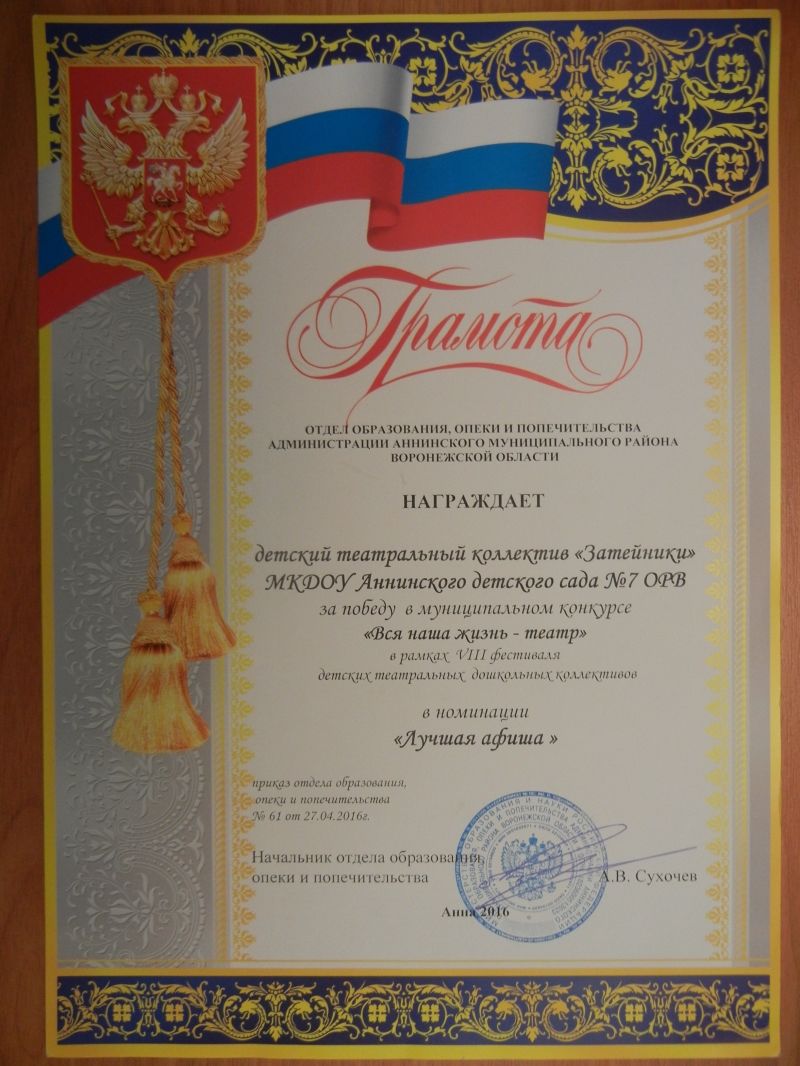 Грамота
ОТДЕЛ ОБРАЗОВАНИЯ, ОПЕКИ И ПОПЕЧИТЕЛЬСТВА
АДМИНИСТРАЦИИ АННИНСКОГО МУНИЦИПАЛЬНОГО РАЙОНА
ВОРОНЕЖСКОЙ ОБЛАСТИ
НАГРАЖДАЕТ
детский театральный коллектив «Затейники»
МКДОУ Аннинского детского сада №7 ОРВ
за победу в муниципальном конкурсе
«Вся наша жизнь - театр»
в рамках VIII фестиваля
детских театральных дошкольных коллективов
в номинации
«Лучшая афиша »
приказ отдела образования,
опеки и попечительства
№ 61 от 27.04.2016г.
Начальник отдела образования,
опеки и попечительства А.В. Сухочев
Анна 2016